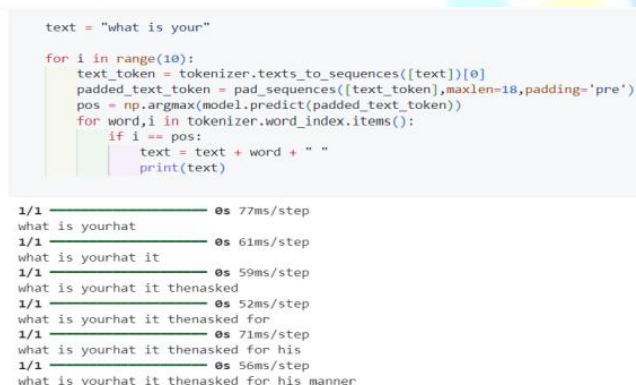 text = "what is your"
for i in range(10):
text_token = tokenizer.texts_to_sequences([text])[0]
padded_text_token = pad_sequences([text_token],maxlen=18,padding='pre')
pos = np.argmax(model.predict(padded_text_token))
for word,i in tokenizer.word_index.items():
if i == pos:
text = text + word + " "
print(text)
1/1 0s 77ms/step
what is yourhat
1/1 0s 61ms/step
what is yourhat it
1/1 0s 59ms/step
what is yourhat it thenasked
1/1 0s 52ms/step
what is yourhat it thenasked for
1/1 0s 71ms/step
what is yourhat it thenasked for his
1/1 0s 56ms/step
what is yourhat it thenasked for his manner